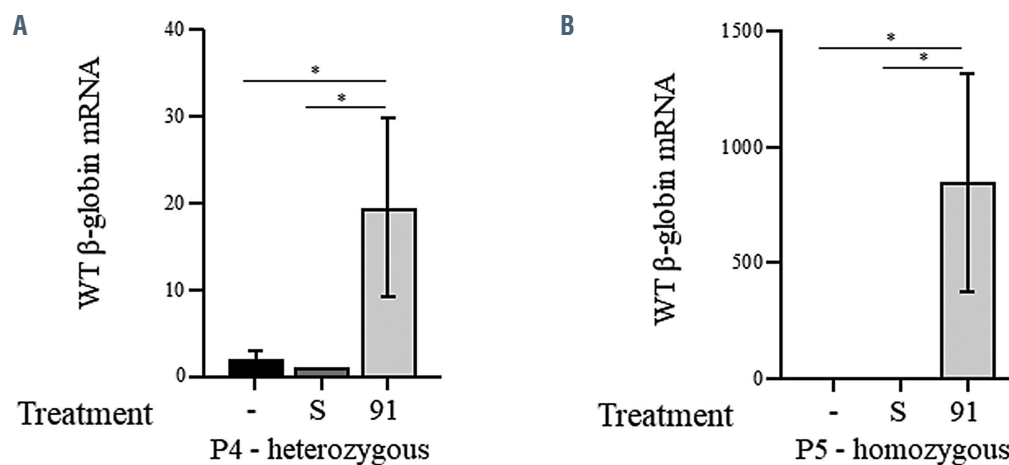 A
WT β-globin mRNA
40
30
20
10
0
*
*
Treatment
- S 91
P4 - heterozygous
B
WT β-globin mRNA
1500
1000
500
0
*
*
Treatment
- S 91
P5 - homozygous